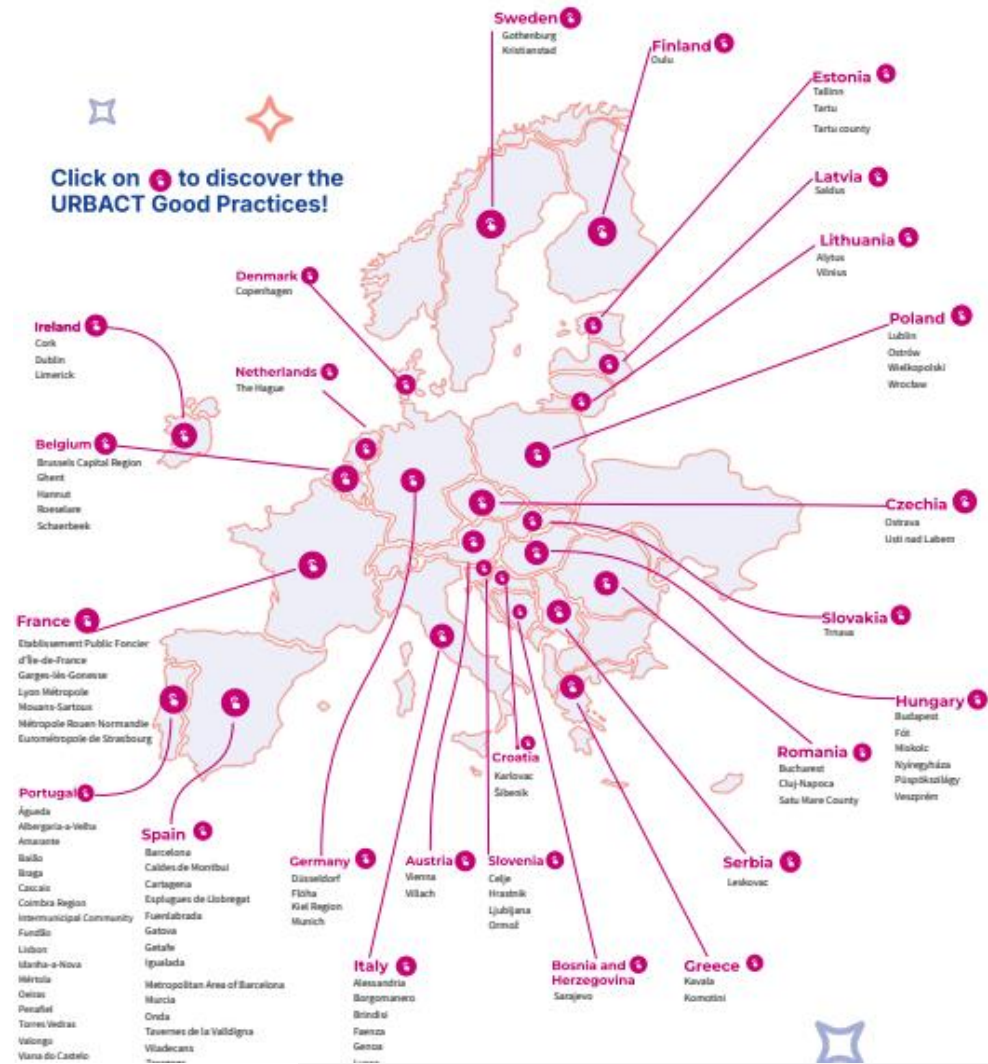 Sweden
Gothenburg
Kristianstad
Finland
Oulu
Estonia
Tallinn
Tartu
Tartu county
Click on to discover the
URBACT Good Practices!
Latvia
Saldus
Lithuania
Alytus
Vilnius
Denmark
Copenhagen
Ireland
Cork
Dublin
Limerick
Poland
Lublin
Ostrów
Wielkopolski
Wrocław
Netherlands
The Hague
Belgium
Brussels Capital Region
Ghent
Hannut
Roeselare
Schaerbeek
Czechia
Ostrava
Usti nad Labem
France
Etablissement Public Foncier
d'Île-de-France
Garges-lès-Gonesse
Lyon Métropole
Mouans-Sartoux
Métropole Rouen Normandie
Eurométropole de Strasbourg
Slovakia
Trnava
Hungary
Budapest
Fót
Miskolc
Nyíregyháza
Püspökszilágy
Veszprém
Romania
Bucharest
Cluj-Napoca
Satu Mare County
Croatia
Karlovac
Šibenik
Portugal
Águeda
Albergaria-a-Velha
Amarante
Baião
Braga
Cascais
Coimbra Region
Intermunicipal Community
Fundão
Lisbon
Idanha-a-Nova
Mértola
Oeiras
Penafiel
Torres Vedras
Valongo
Viana do Castelo
Spain
Barcelona
Caldes de Montbui
Cartagena
Esplugues de Llobregat
Fuenlabrada
Gatova
Getafe
Igualada
Metropolitan Area of Barcelona
Murcia
Onda
Tavernes de la Valldigna
Viladecans
Germany
Düsseldorf
Flöha
Kiel Region
Munich
Austria
Vienna
Villach
Slovenia
Celje
Hrastnik
Ljubljana
Ormož
Serbia
Leskovac
Italy
Alessandria
Borgomanero
Brindisi
Faenza
Genoa
Bosnia and
Herzegovina
Sarajevo
Greece
Kavala
Komotini